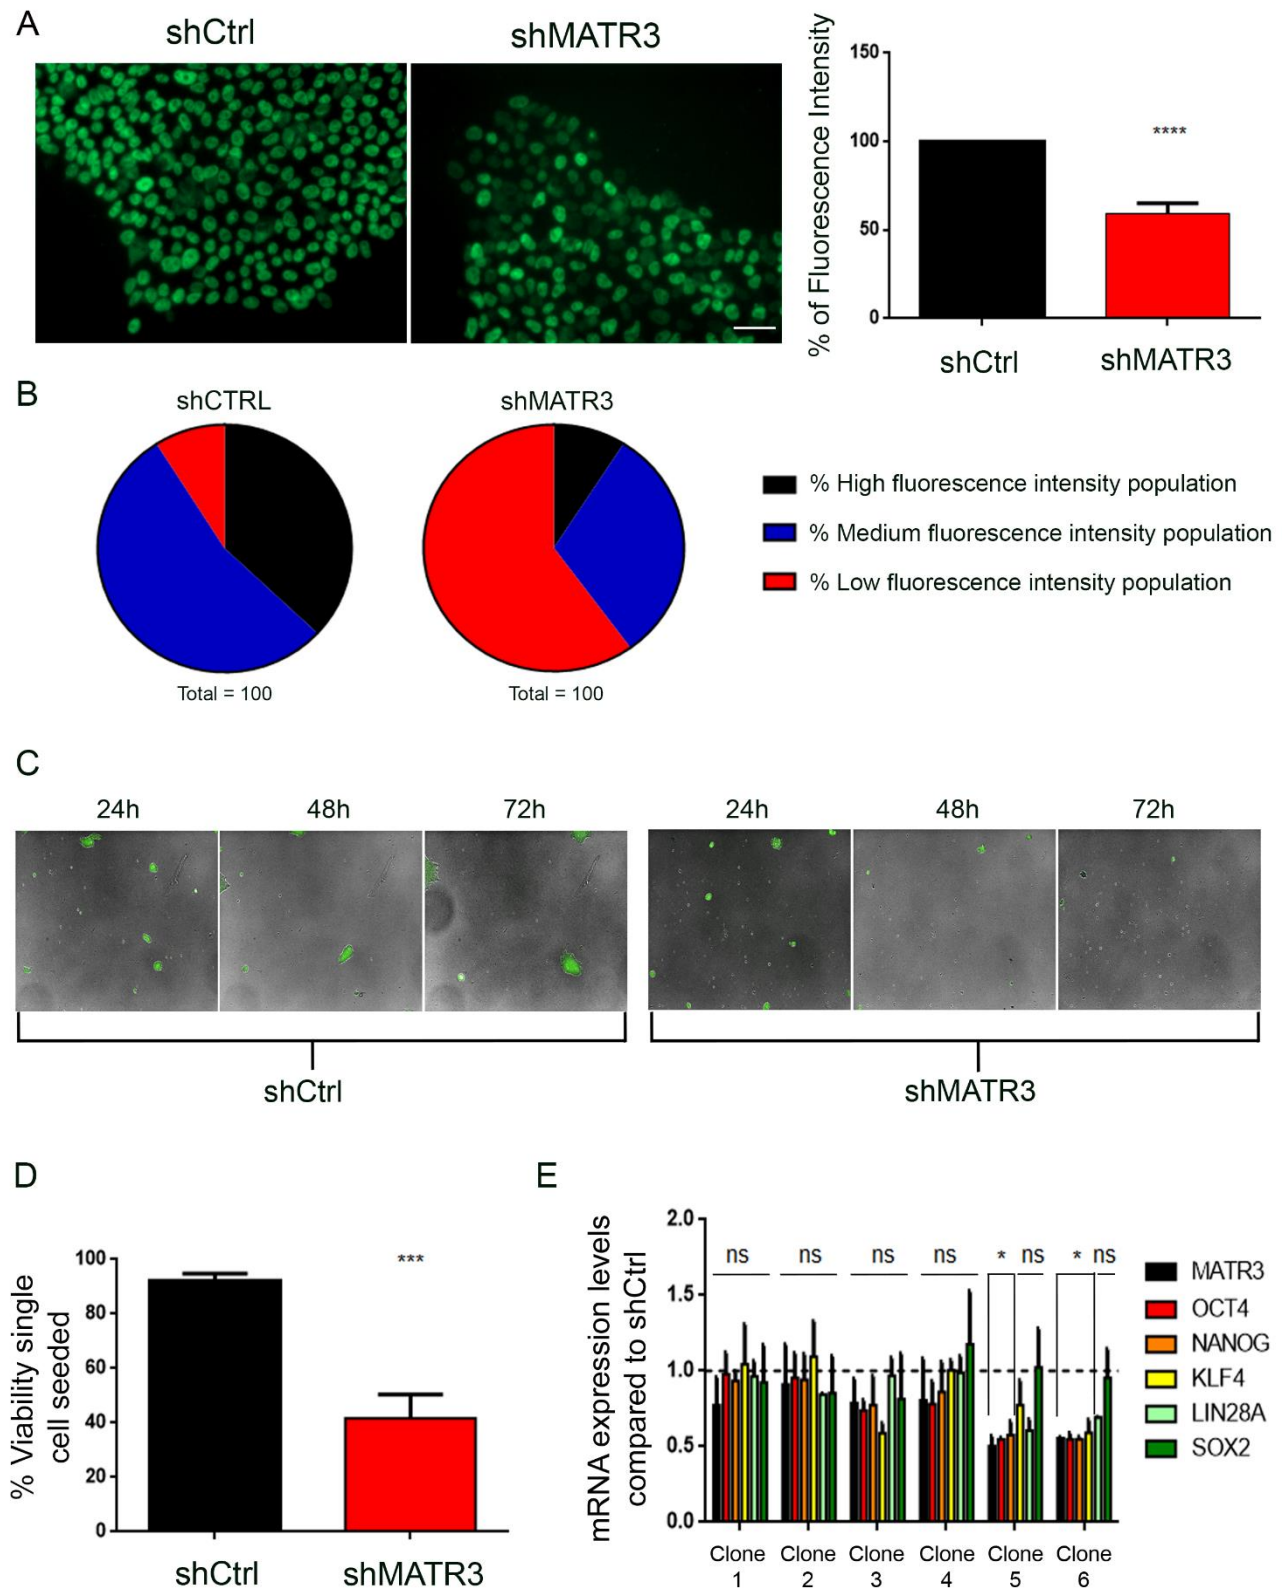 A
shCtrl
shMATR3
% of Fluorescence Intensity
150
100
50
0
****
shCtrl
shMATR3
B
shCTRL
shMATR3
Total = 100
Total = 100
% High fluorescence intensity population
% Medium fluorescence intensity population
% Low fluorescence intensity population
C
24h
48h
72h
24h
48h
72h
shCtrl
shMATR3
D
% Viability single
cell seeded
100
80
60
40
20
0
***
shCtrl
shMATR3
E
mRNA expression levels
compared to shCtrl
2.0
1.5
1.0
0.5
0.0
ns
ns
ns
ns
*
ns
*
ns
Clone
1
Clone
2
Clone
3
Clone
4
Clone
5
Clone
6
MATR3
OCT4
NANOG
KLF4
LIN28A
SOX2